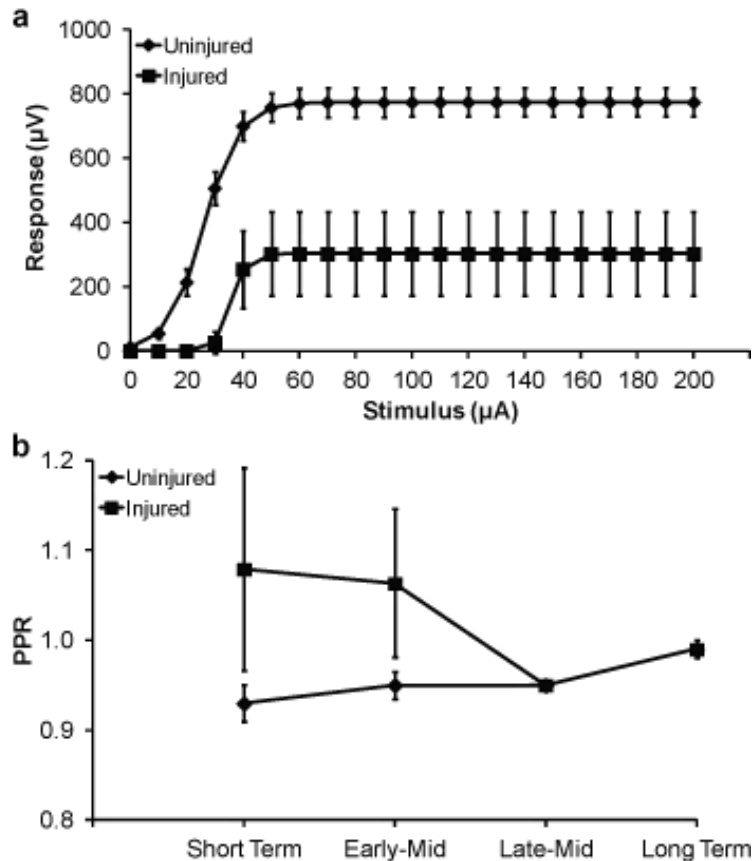 a
1000
800
600
400
200
0
Response (µV)
Uninjured
Injured
0 20 40 60 80 100 120 140 160 180 200
Stimulus (µA)
b
1.2
1.1
1.0
0.9
0.8
PPR
Uninjured
Injured
Short Term Early-Mid Late-Mid Long Term